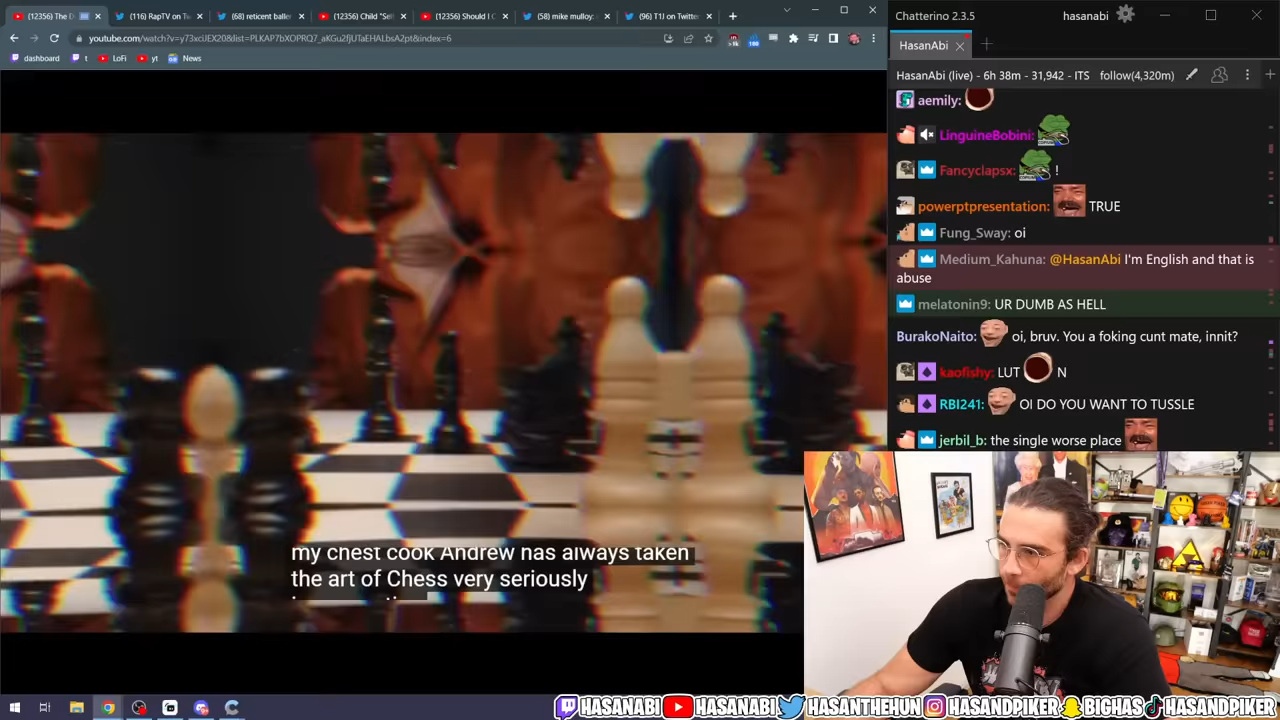 (12356) The D
(116) RapTV on Tw
(68) reticent baller
(12356) Child "Sel
(12356) Should I C
(58) mike mulloy:
(96) T1J on Twitter
youtube.com/watch?v=y73xciJEX20&list=PLKAP7bXOPRQ7_aKGu2fjUTaEHALbsA2pt&index=6
dashboard
t
LoFi
yt
News
my chest cook Andrew has always taken
the art of Chess very seriously
Chatterino 2.3.5
hasanabi
HasanAbi
HasanAbi (live) - 6h 38m - 31,942 - ITS
follow(4,320m)
aemily:
LinguineBobini:
Fancyclapsx: !
powerptpresentation: TRUE
Fung_Sway: oi
Medium_Kahuna: @HasanAbi I'm English and that is
abuse
melatonin9: UR DUMB AS HELL
BurakoNaito: oi, bruv. You a foking cunt mate, innit?
kaofishy: LUT N
RBI241: OI DO YOU WANT TO TUSSLE
jerbil_b: the single worse place
HASANABI
HASANABI
HASANTHEHUN
HASANDPIKER
BIGHAS
HASANDPIKER